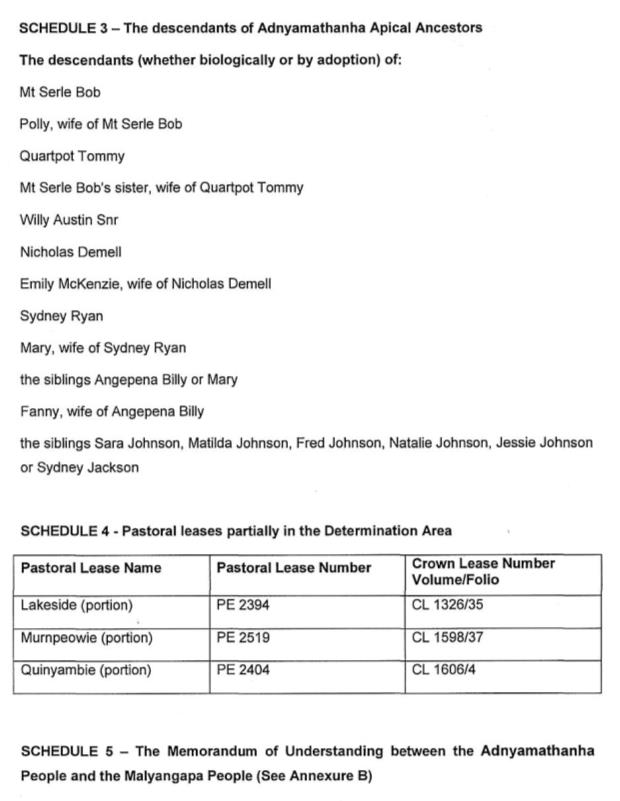 SCHEDULE 3 – The descendants of Adnyamathanha Apical Ancestors
The descendants (whether biologically or by adoption) of:
Mt Serle Bob
Polly, wife of Mt Serle Bob
Quartpot Tommy
Mt Serle Bob's sister, wife of Quartpot Tommy
Willy Austin Snr
Nicholas Demell
Emily McKenzie, wife of Nicholas Demell
Sydney Ryan
Mary, wife of Sydney Ryan
the siblings Angepena Billy or Mary
Fanny, wife of Angepena Billy
the siblings Sara Johnson, Matilda Johnson, Fred Johnson, Natalie Johnson, Jessie Johnson
or Sydney Jackson
SCHEDULE 4 - Pastoral leases partially in the Determination Area
Pastoral Lease Name Pastoral Lease Number Crown Lease Number
Volume/Folio
Lakeside (portion) PE 2394 CL 1326/35
Murnpeowie (portion) PE 2519 CL 1598/37
Quinyambie (portion) PE 2404 CL 1606/4
SCHEDULE 5 – The Memorandum of Understanding between the Adnyamathanha
People and the Malyangapa People (See Annexure B)